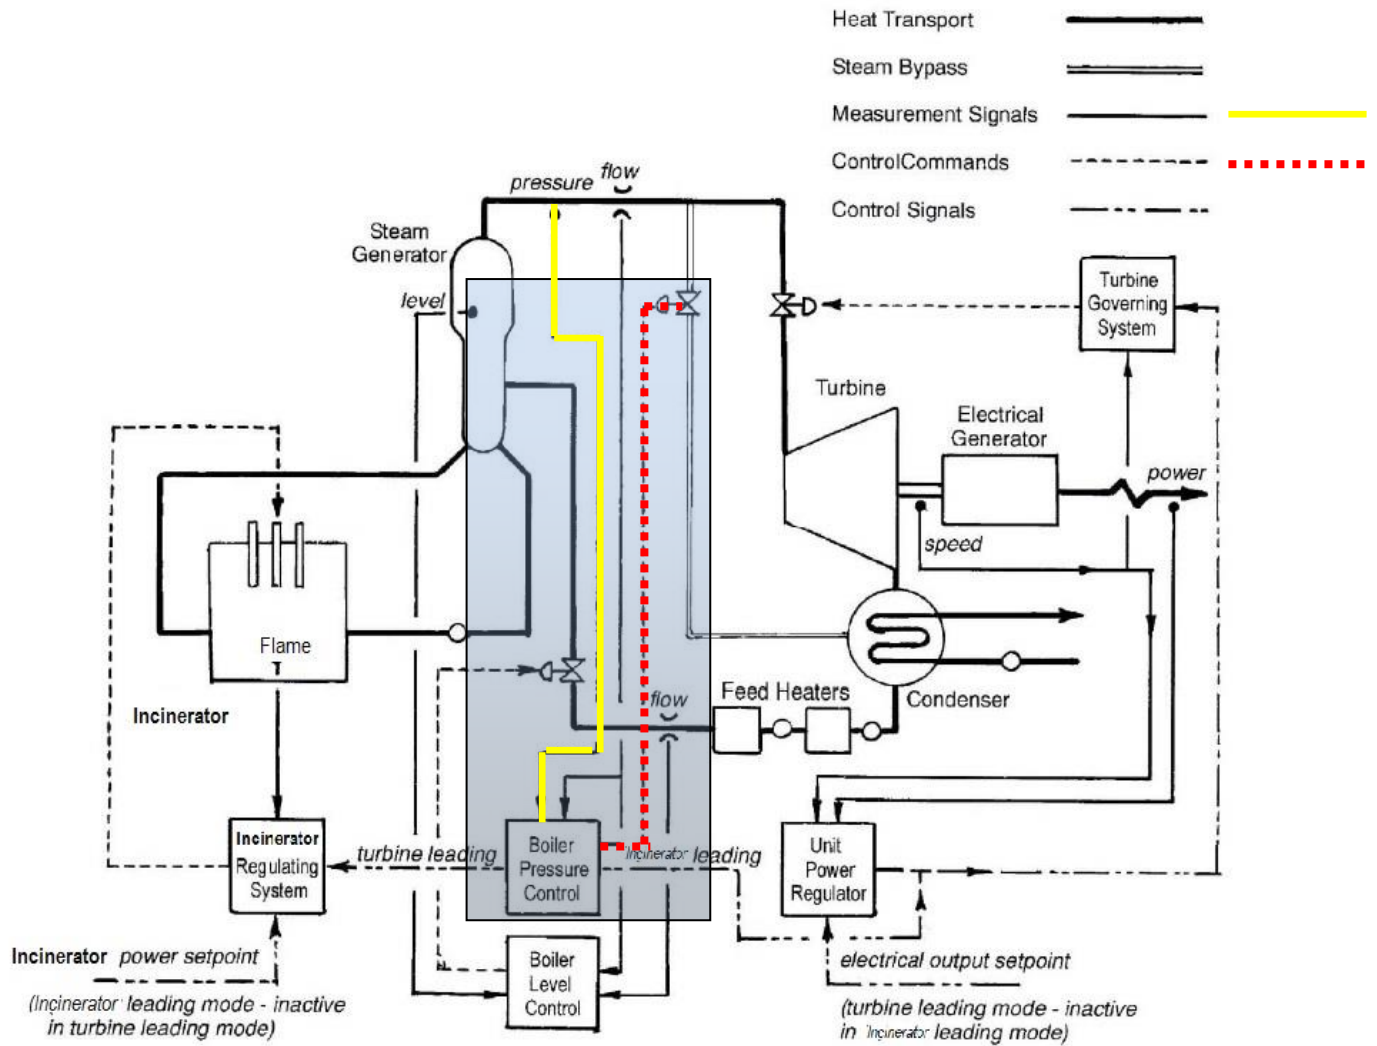 Heat Transport
Steam Bypass
Measurement Signals
ControlCommands
Control Signals
flow
pressure
Steam
Generator
level
Turbine
Governing
System
Turbine
Electrical
Generator
power
speed
Flame
Incinerator
flow
Feed Heaters
Condenser
Incinerator
Regulating
System
turbine leading
Boiler
Pressure
Control
Incinerator leading
Unit
Power
Regulator
Incinerator power setpoint
(Incinerator leading mode - inactive
in turbine leading mode)
Boiler
Level
Control
electrical output setpoint
(turbine leading mode - inactive
in Incinerator leading mode)